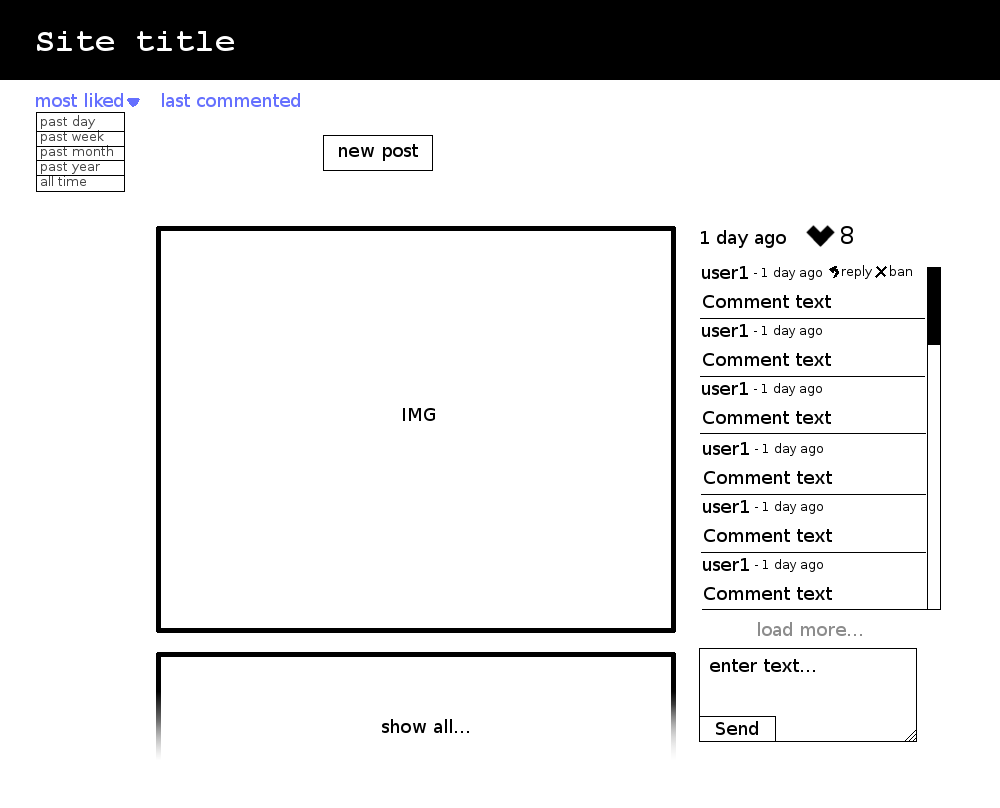 Site title
most liked last commented
past day
past week
past month
past year
all time
new post
1 day ago 8
user1 - 1 day ago reply ban
Comment text
user1 - 1 day ago
Comment text
user1 - 1 day ago
Comment text
user1 - 1 day ago
Comment text
user1 - 1 day ago
Comment text
user1 - 1 day ago
Comment text
IMG
load more...
enter text...
Send
show all...